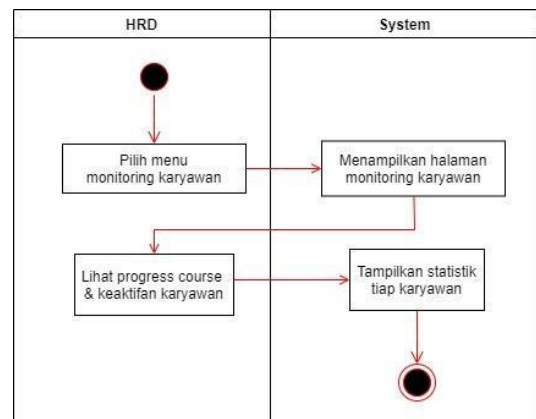 HRD
System
Pilih menu
monitoring karyawan
Menampilkan halaman
monitoring karyawan
Lihat progress course
& keaktifan karyawan
Tampilkan statistik
tiap karyawan